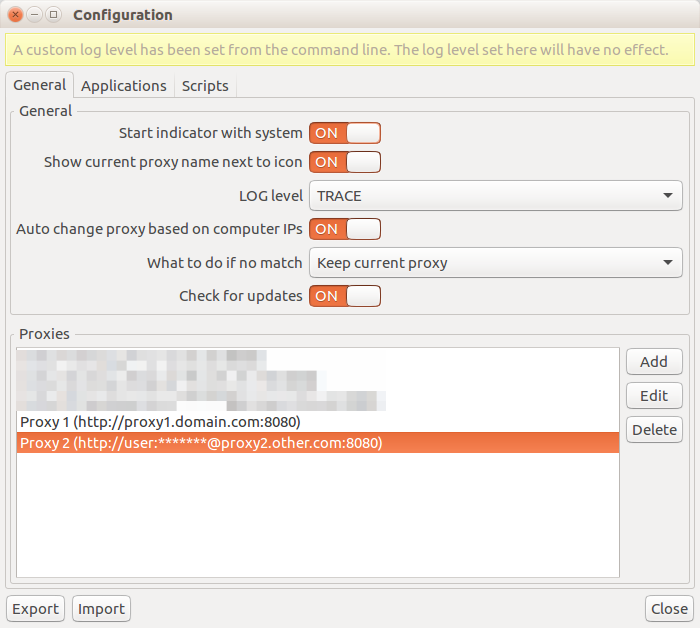 Configuration
A custom log level has been set from the command line. The log level set here will have no effect.
General Applications Scripts
General
Start indicator with system ON
Show current proxy name next to icon ON
LOG level TRACE
Auto change proxy based on computer IPs ON
What to do if no match Keep current proxy
Check for updates ON
Proxies
Add
Edit
Proxy 1 (http://proxy1.domain.com:8080)
Delete
Proxy 2 (http://user:*******@proxy2.other.com:8080)
Export Import Close